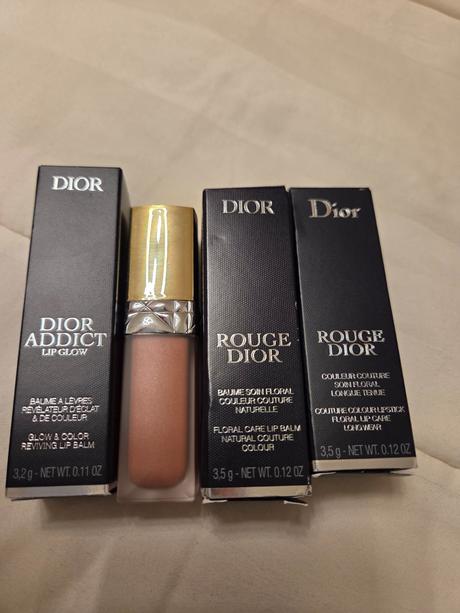 DIOR
DIOR
ADDICT
LIP GLOW
BAUME À LÈVRES
RÉVÉLATEUR D'ÉCLAT
& DE COULEUR
GLOW & COLOR
REVIVING LIP BALM
3,2 g - NET WT. 0.11 OZ
DIOR
ROUGE
DIOR
BAUME SOIN FLORAL
COULEUR COUTURE
NATURELLE
FLORAL CARE LIP BALM
NATURAL COUTURE
COLOUR
3,5 g - NET WT. 0.12 OZ
Dior
ROUGE
DIOR
COULEUR COUTURE
SOIN FLORAL
LONGUE TENUE
COUTURE COLOUR LIPSTICK
FLORAL LIP CARE
LONG WEAR
3,5 g - NET WT. 0.12 OZ